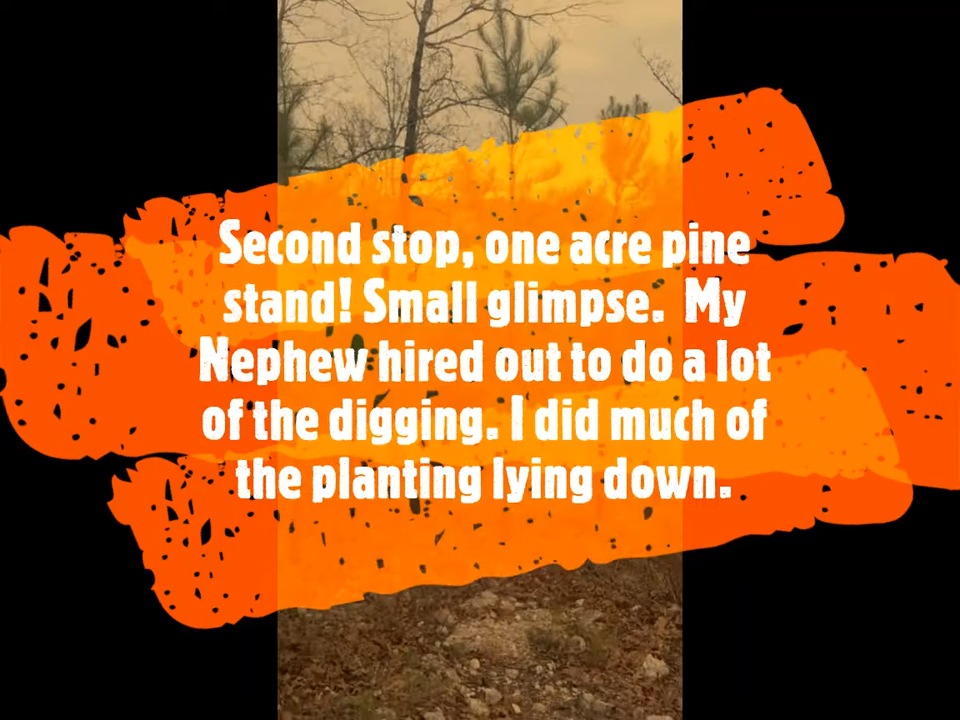 Second stop, one acre pine
stand! Small glimpse.  My
Nephew hired out to do a lot
of the digging. I did much of
the planting lying down.